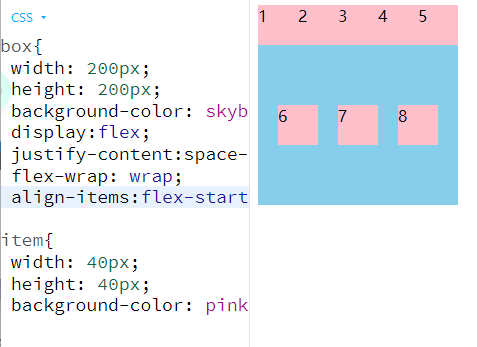 CSS
box{
width: 200px;
height: 200px;
background-color: skyb
display:flex;
justify-content:space-
flex-wrap: wrap;
align-items:flex-start
item{
width: 40px;
height: 40px;
background-color: pink
1 2 3 4 5
6 7 8